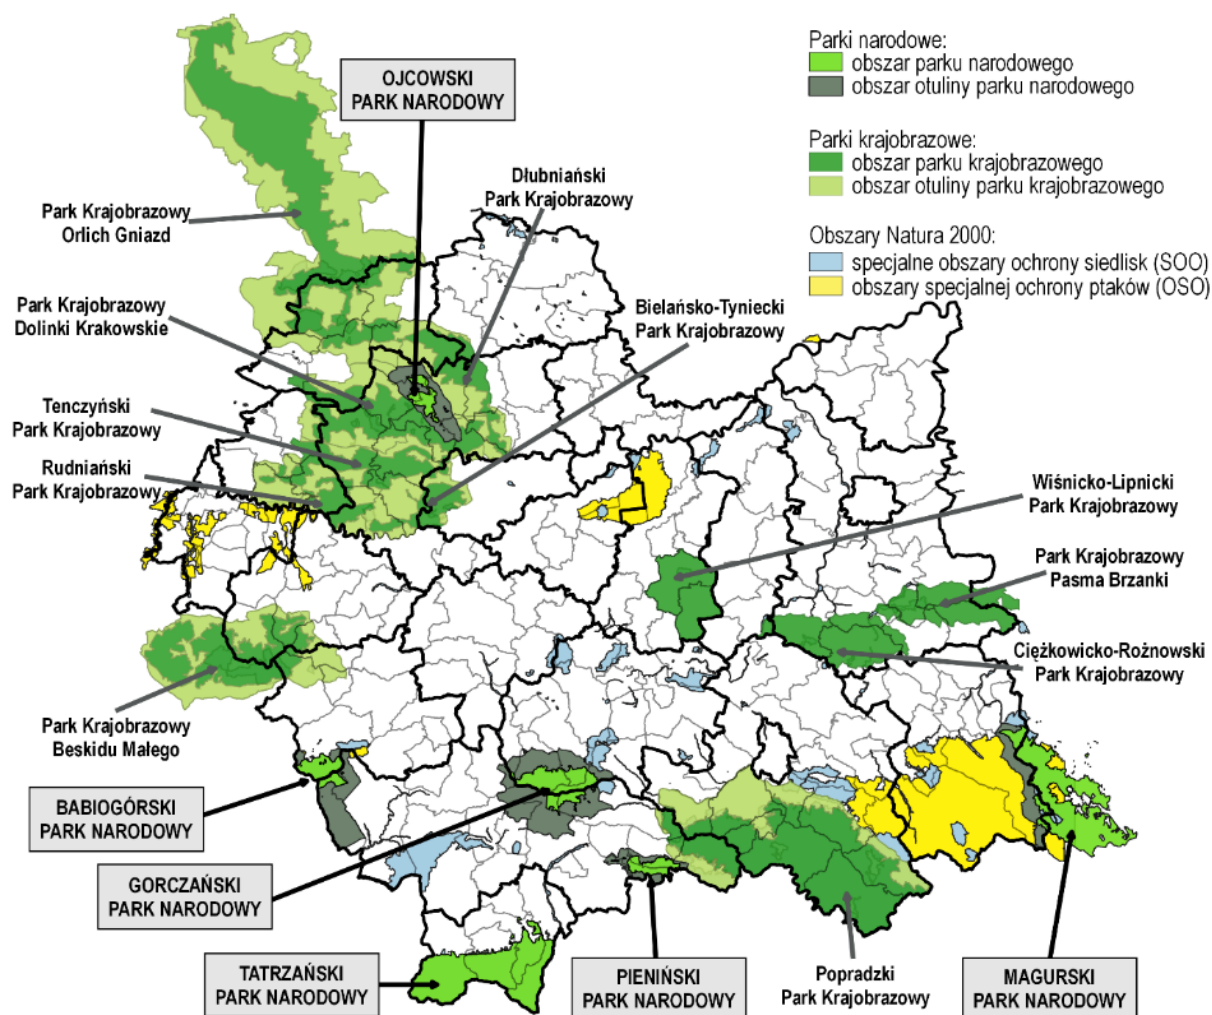 Parki narodowe:
obszar parku narodowego
obszar otuliny parku narodowego
Parki krajobrazowe:
obszar parku krajobrazowego
obszar otuliny parku krajobrazowego
Obszary Natura 2000:
specjalne obszary ochrony siedlisk (SOO)
obszary specjalnej ochrony ptaków (OSO)
OJCOWSKI
PARK NARODOWY
Dłubniański
Park Krajobrazowy
Park Krajobrazowy
Orlich Gniazd
Park Krajobrazowy
Dolinki Krakowskie
Bielańsko-Tyniecki
Park Krajobrazowy
Tenczyński
Park Krajobrazowy
Rudniański
Park Krajobrazowy
Wiśnicko-Lipnicki
Park Krajobrazowy
Park Krajobrazowy
Pasma Brzanki
Ciężkowicko-Rożnowski
Park Krajobrazowy
Park Krajobrazowy
Beskidu Małego
BABIOGÓRSKI
PARK NARODOWY
GORCZAŃSKI
PARK NARODOWY
TATRZAŃSKI
PARK NARODOWY
PIENIŃSKI
PARK NARODOWY
Popradzki
Park Krajobrazowy
MAGURSKI
PARK NARODOWY